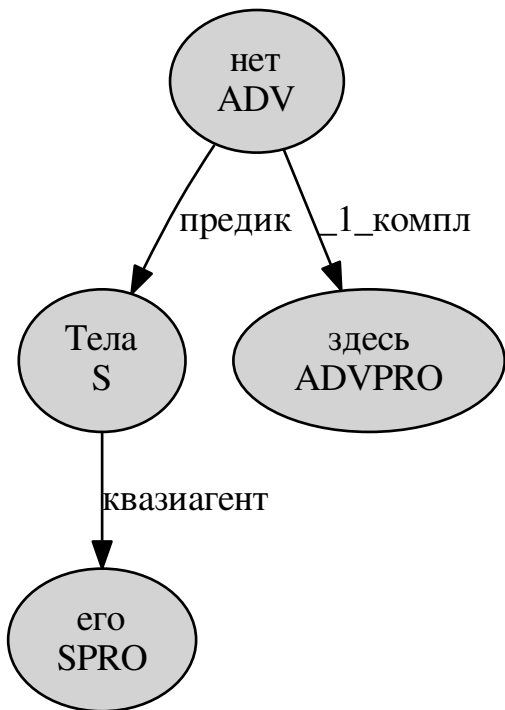 нет
ADV
предик
_1_компл
Тела
S
здесь
ADVPRO
квазиагент
его
SPRO